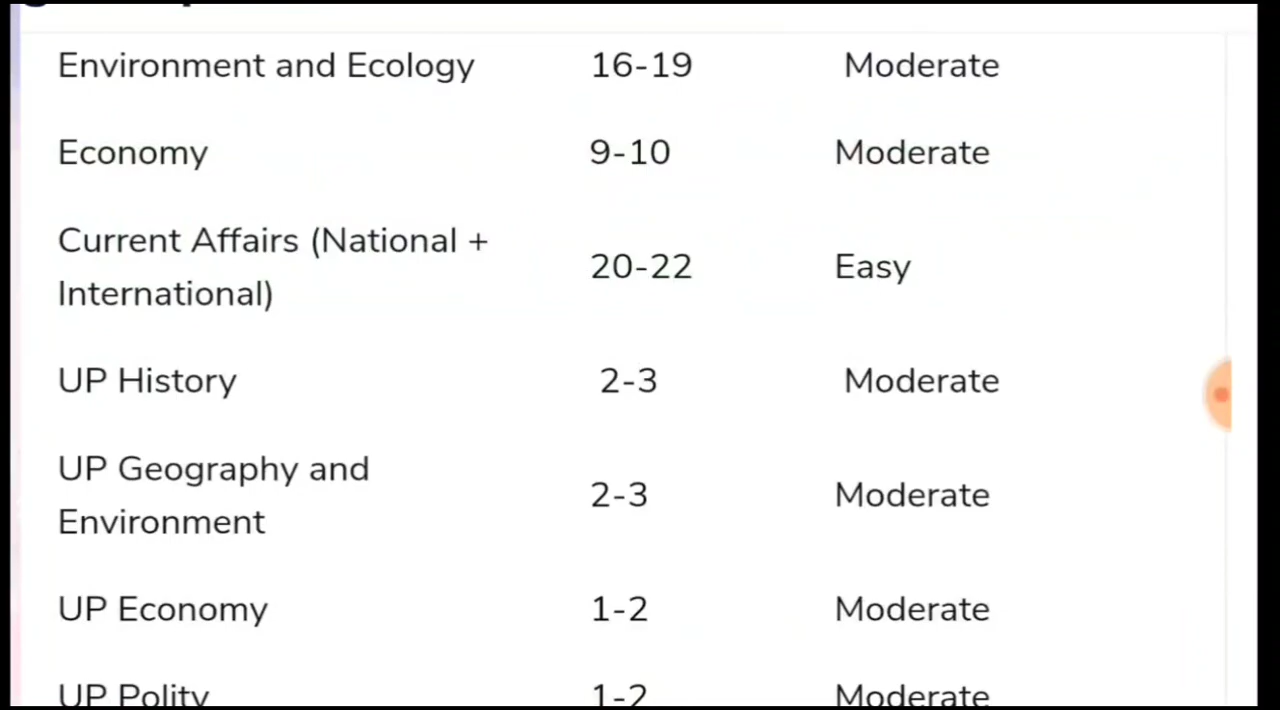 Environment and Ecology 16-19 Moderate
Economy 9-10 Moderate
Current Affairs (National +
International) 20-22 Easy
UP History 2-3 Moderate
UP Geography and
Environment 2-3 Moderate
UP Economy 1-2 Moderate
UP Polity 1-2 Moderate